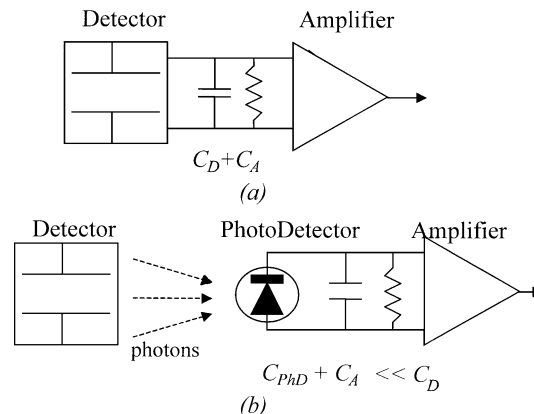 Detector
Amplifier
C_D+C_A
(a)
Detector
PhotoDetector
Amplifier
photons
C_PhD + C_A << C_D
(b)